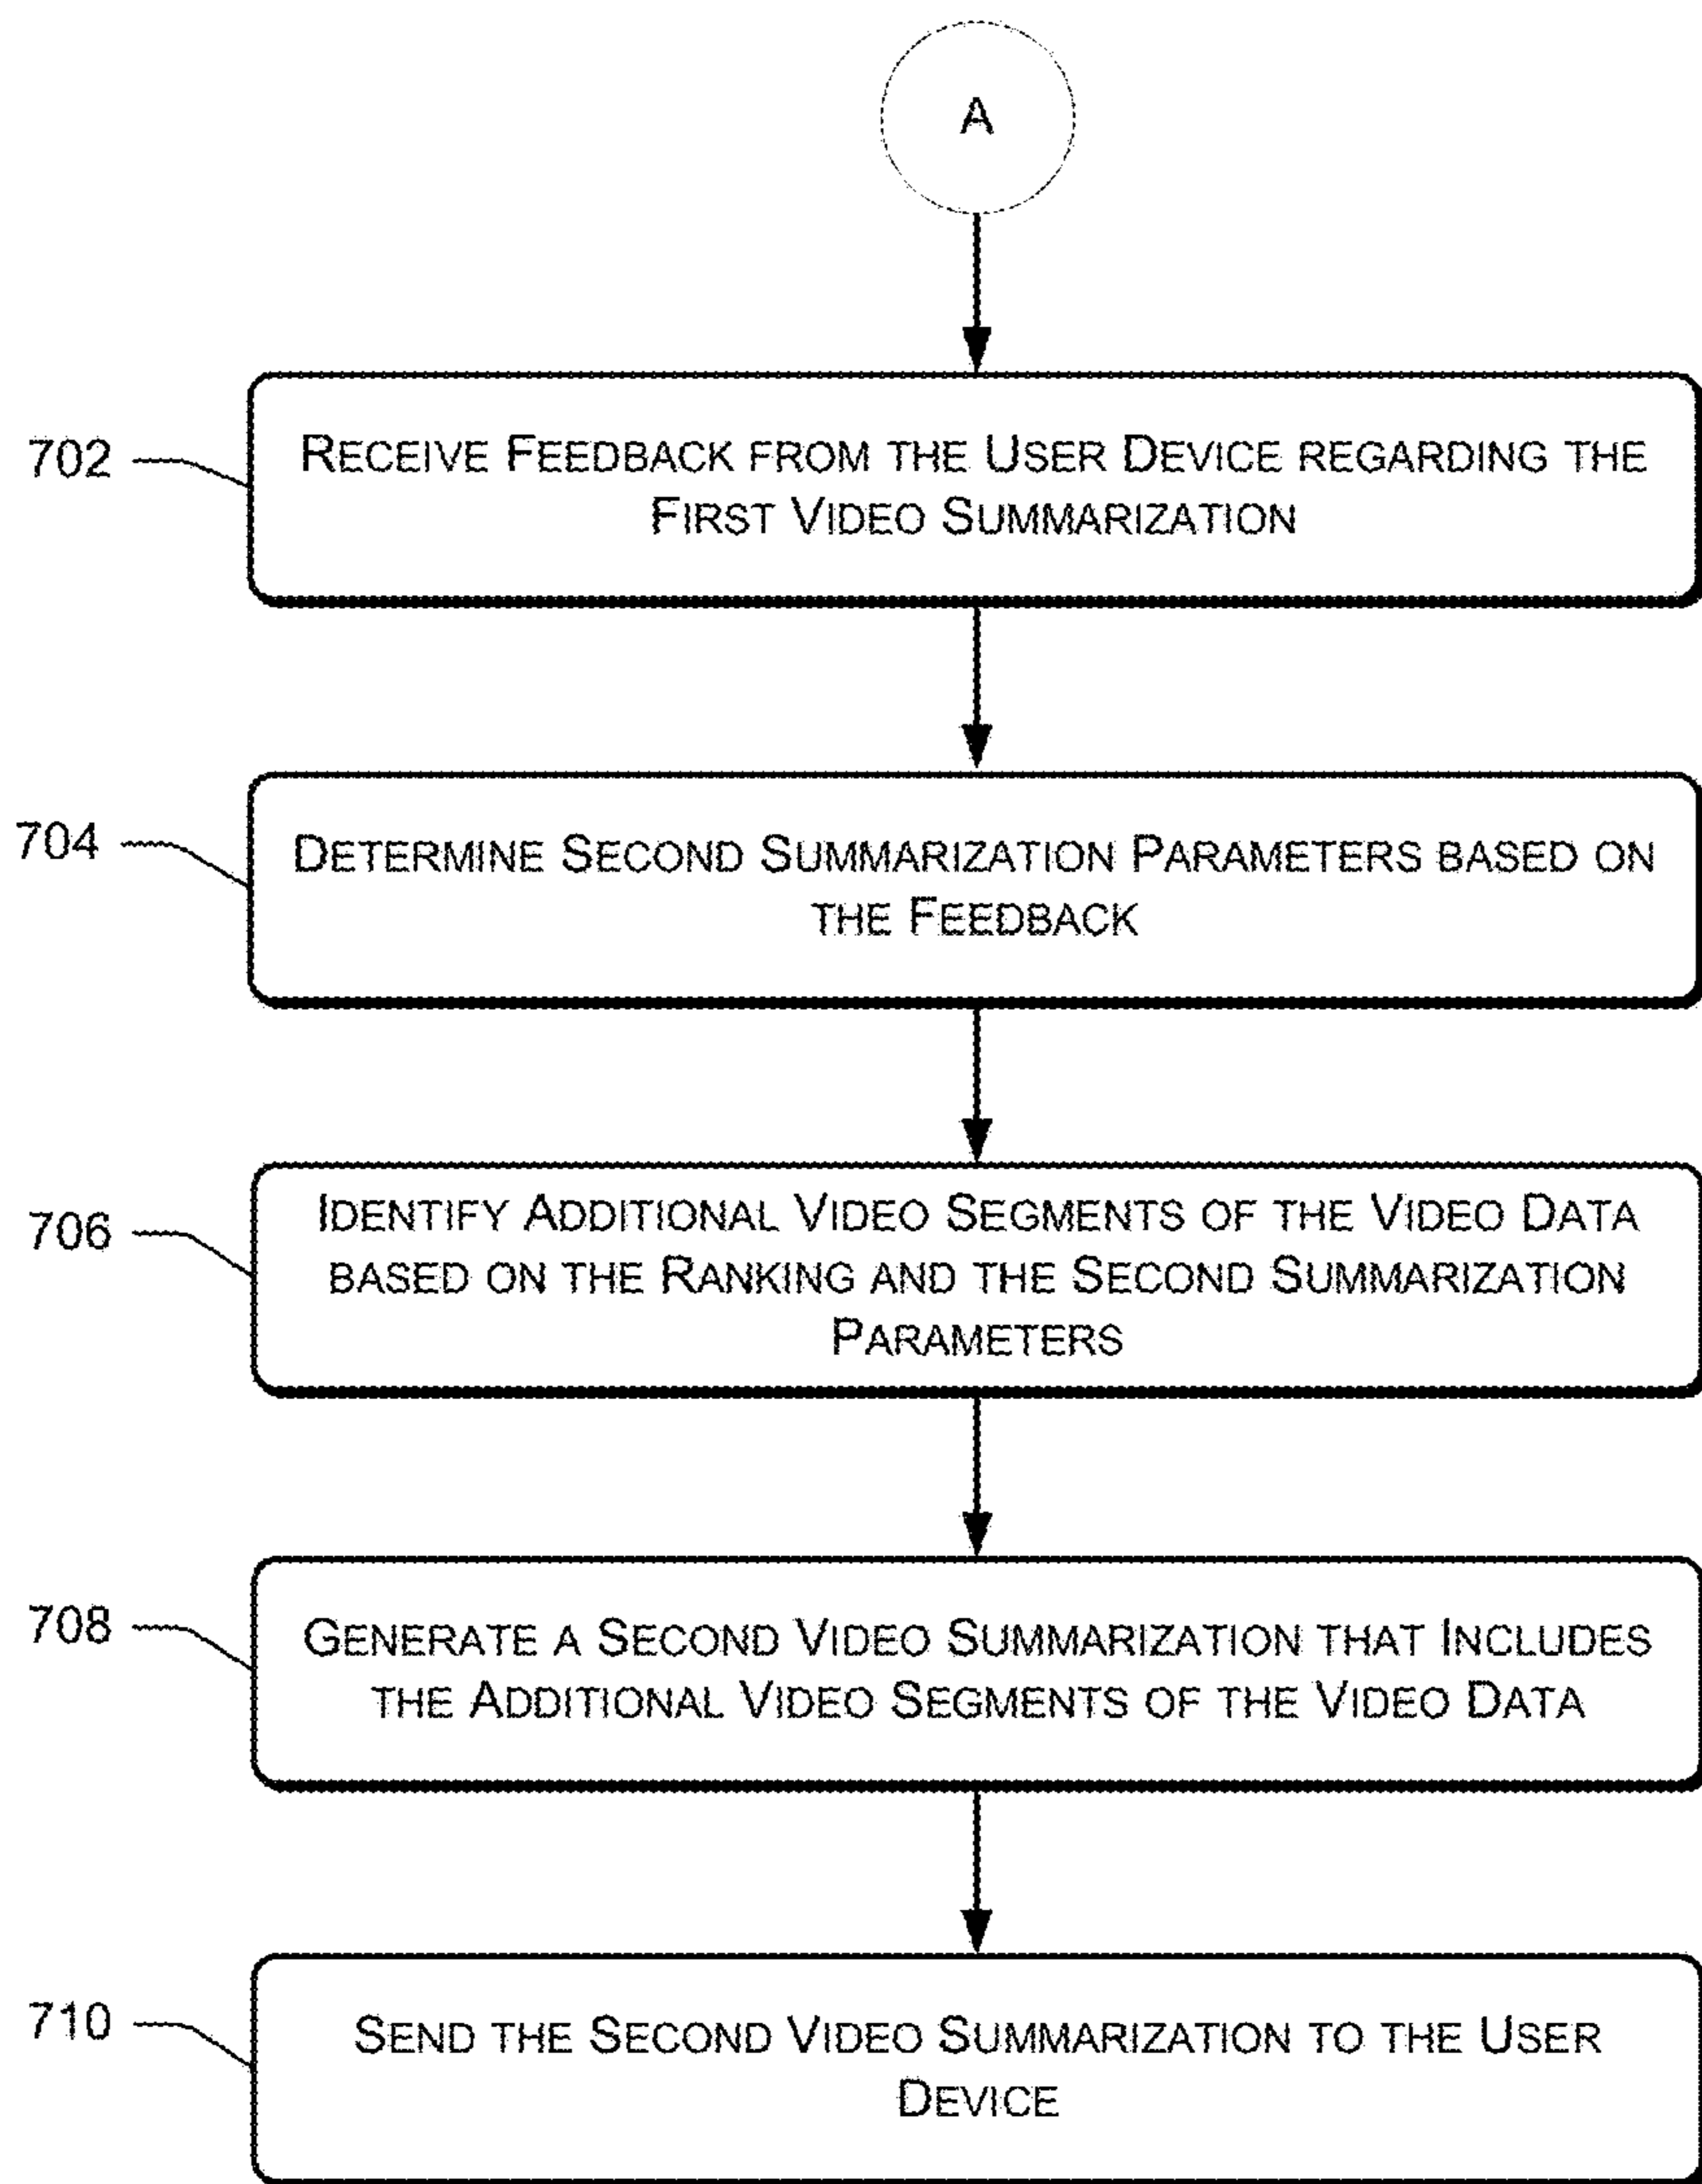 A
702
RECEIVE FEEDBACK FROM THE USER DEVICE REGARDING THE
FIRST VIDEO SUMMARIZATION
704
DETERMINE SECOND SUMMARIZATION PARAMETERS BASED ON
THE FEEDBACK
706
IDENTIFY ADDITIONAL VIDEO SEGMENTS OF THE VIDEO DATA
BASED ON THE RANKING AND THE SECOND SUMMARIZATION
PARAMETERS
708
GENERATE A SECOND VIDEO SUMMARIZATION THAT INCLUDES
THE ADDITIONAL VIDEO SEGMENTS OF THE VIDEO DATA
710
SEND THE SECOND VIDEO SUMMARIZATION TO THE USER
DEVICE